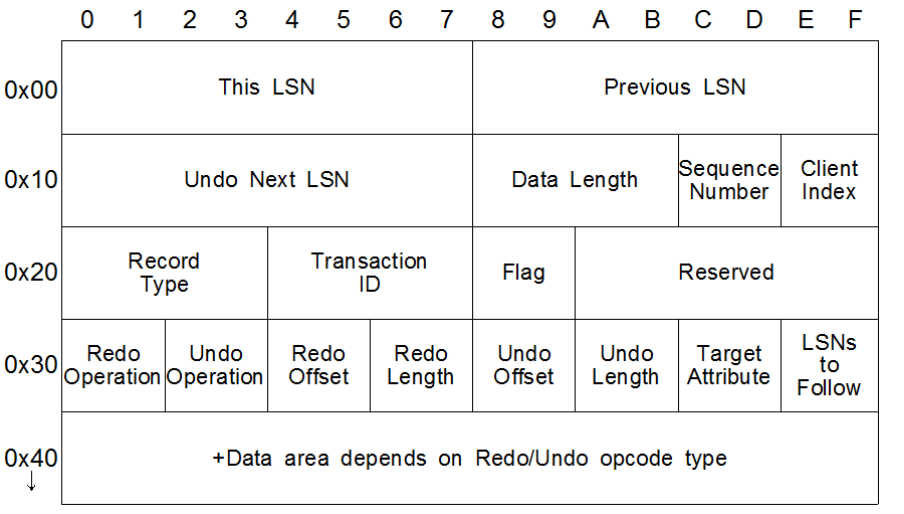 0 1 2 3 4 5 6 7 8 9 A B C D E F
0x00 This LSN Previous LSN
0x10 Undo Next LSN Data Length Sequence Number Client Index
0x20 Record Type Transaction ID Flag Reserved
0x30 Redo Operation Undo Operation Redo Offset Redo Length Undo Offset Undo Length Target Attribute LSNs to Follow
0x40 +Data area depends on Redo/Undo opcode type
↓